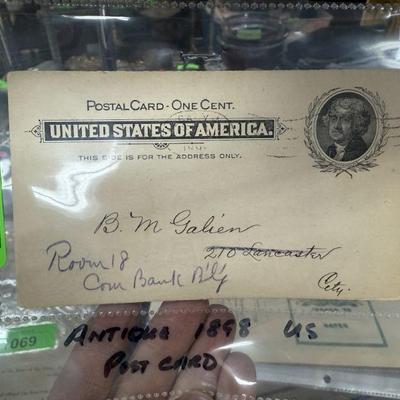 POSTAL CARD - ONE CENT.
UNITED STATES OF AMERICA.
THIS SIDE IS FOR THE ADDRESS ONLY.
B. M Galien
210 Lancaster
Room 18
Com Bank Bl'g
City.
069
ANTIQUE 1898 US
POST CARD